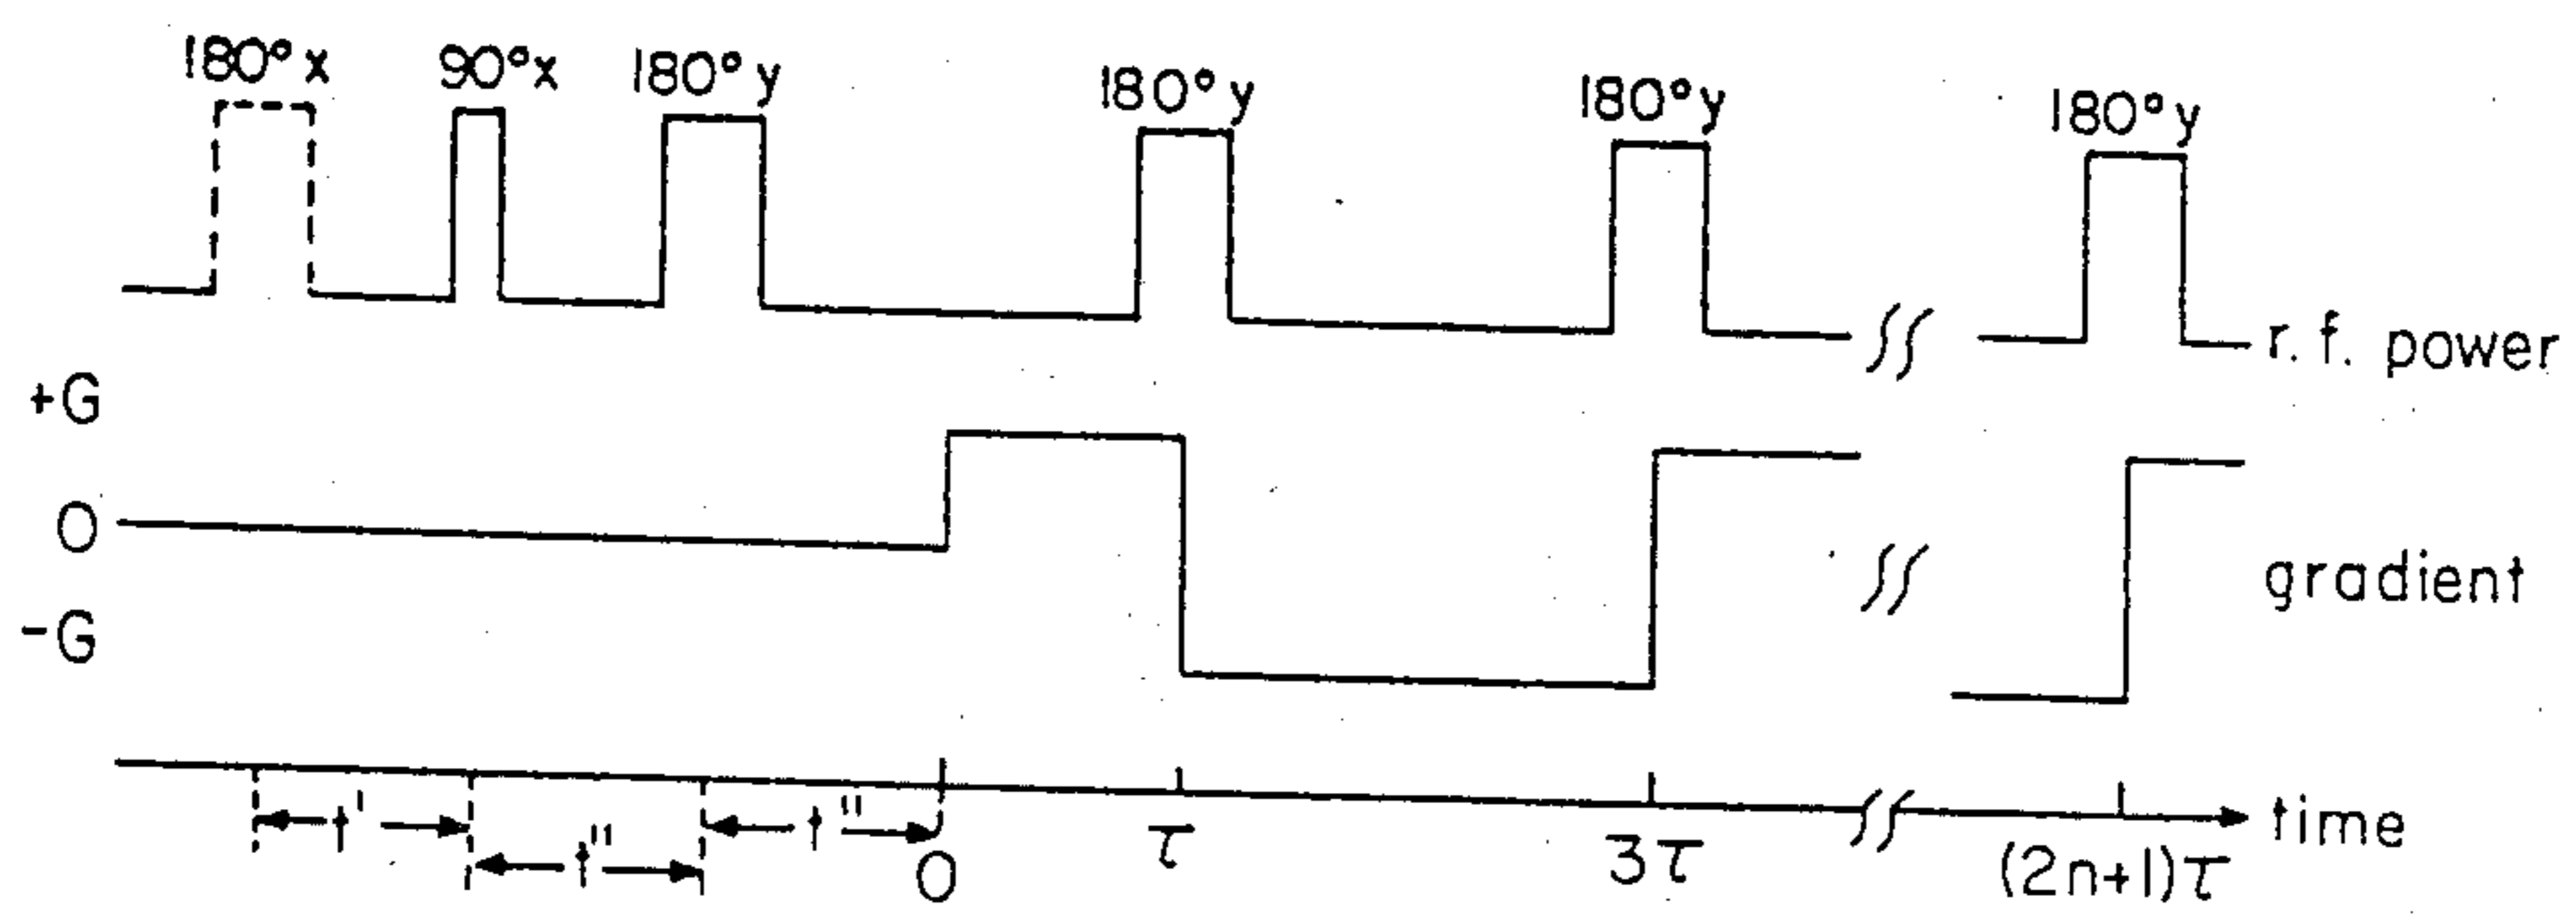 180° x 90° x 180° y 180° y 180° y 180° y
r.f. power
+G
0
-G
gradient
t' t" t" 0 τ 3τ (2n+1)τ time